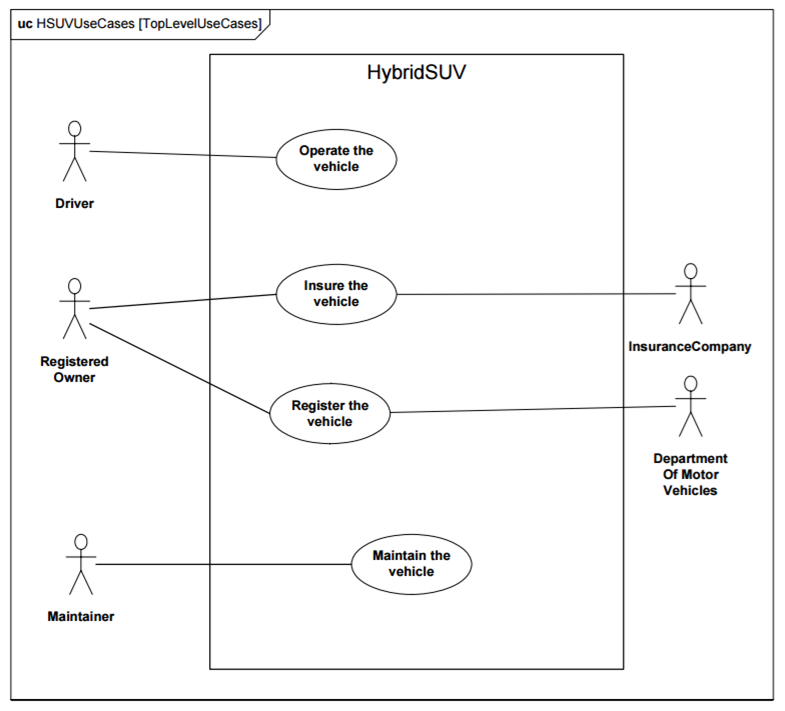 uc HSUVUseCases [TopLevelUseCases]
HybridSUV
Operate the
vehicle
Driver
Insure the
vehicle
InsuranceCompany
Registered
Owner
Register the
vehicle
Department
Of Motor
Vehicles
Maintain the
vehicle
Maintainer